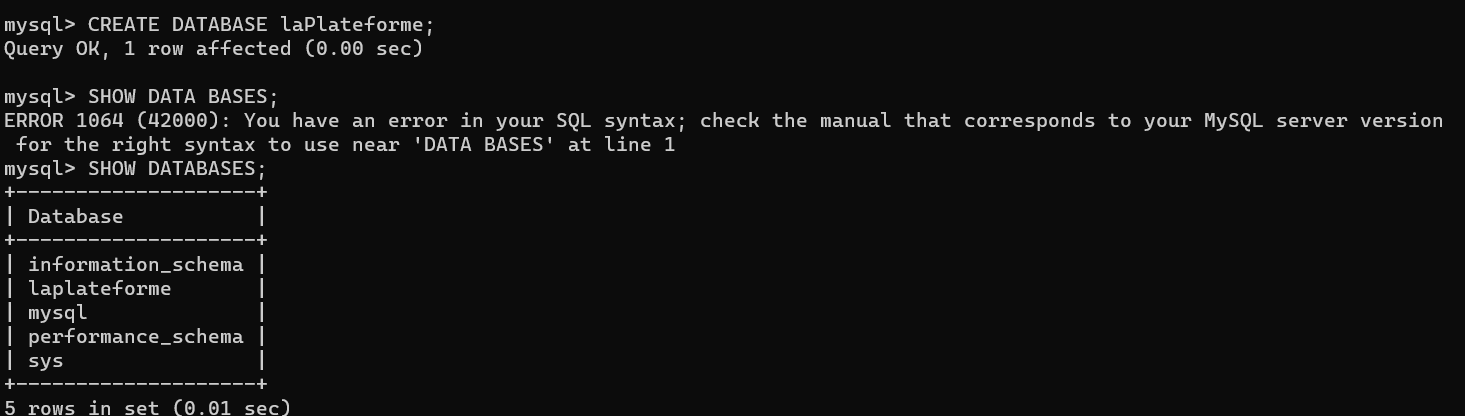 mysql> CREATE DATABASE laPlateforme;
Query OK, 1 row affected (0.00 sec)
mysql> SHOW DATA BASES;
ERROR 1064 (42000): You have an error in your SQL syntax; check the manual that corresponds to your MySQL server version
 for the right syntax to use near 'DATA BASES' at line 1
mysql> SHOW DATABASES;
+--------------------+
| Database           |
+--------------------+
| information_schema |
| laplateforme       |
| mysql              |
| performance_schema |
| sys                |
+--------------------+
5 rows in set (0.01 sec)